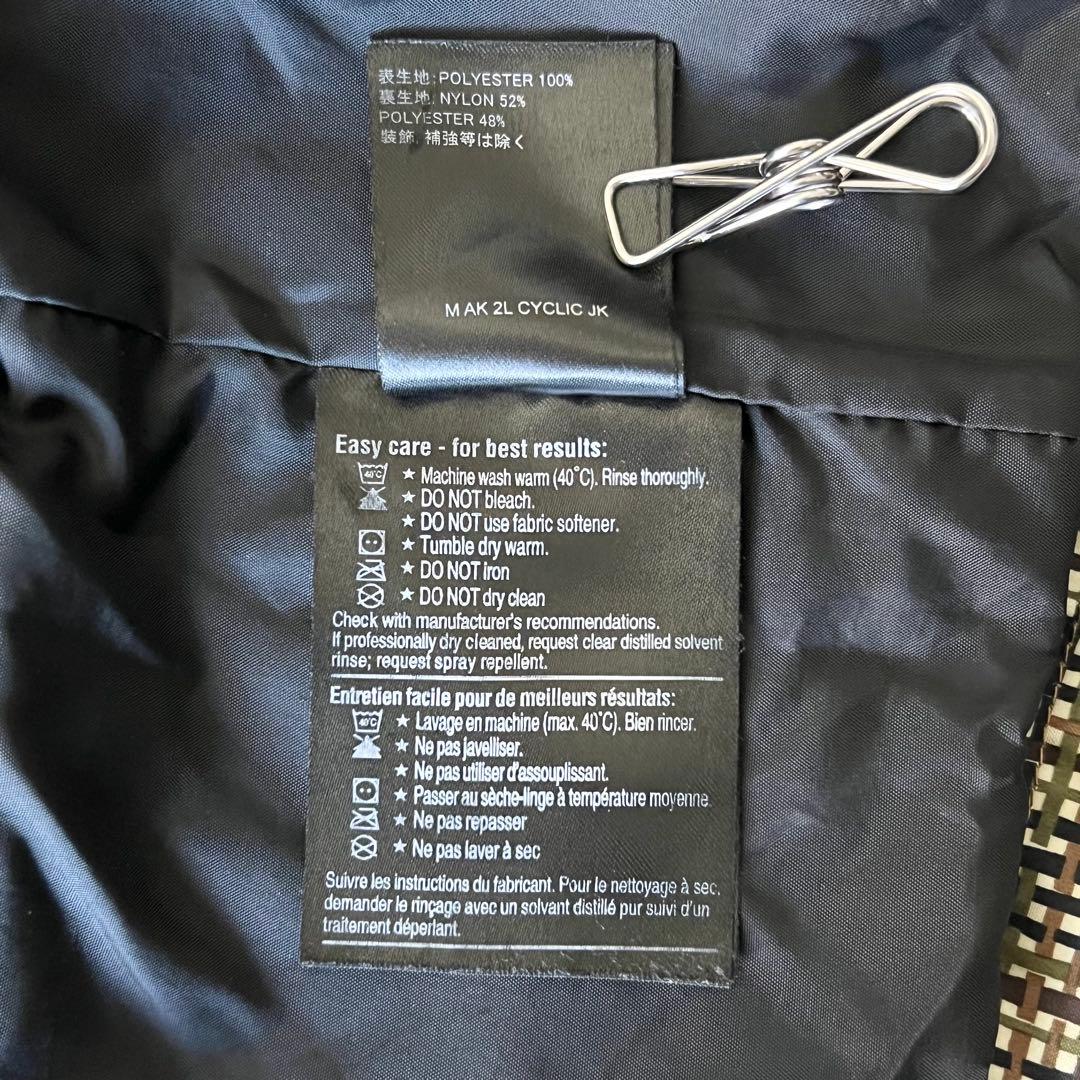 表生地: POLYESTER 100%
裏生地. NYLON 52%
POLYESTER 48%
装飾, 補強等は除く
M AK 2L CYCLIC JK
Easy care - for best results:
40°C ★ Machine wash warm (40°C). Rinse thoroughly.
★ DO NOT bleach.
★ DO NOT use fabric softener.
★ Tumble dry warm.
★ DO NOT iron
★ DO NOT dry clean
Check with manufacturer's recommendations.
If professionally dry cleaned, request clear distilled solvent
rinse; request spray repellent.
Entretien facile pour de meilleurs résultats:
40°C ★ Lavage en machine (max. 40°C). Bien rincer.
★ Ne pas javelliser.
★ Ne pas utiliser d'assouplissant.
★ Passer au sèche-linge à température moyenne.
★ Ne pas repasser
★ Ne pas laver à sec
Suivre les instructions du fabricant. Pour le nettoyage à sec,
demander le rinçage avec un solvant distillé pur suivi d'un
traitement déperlant.